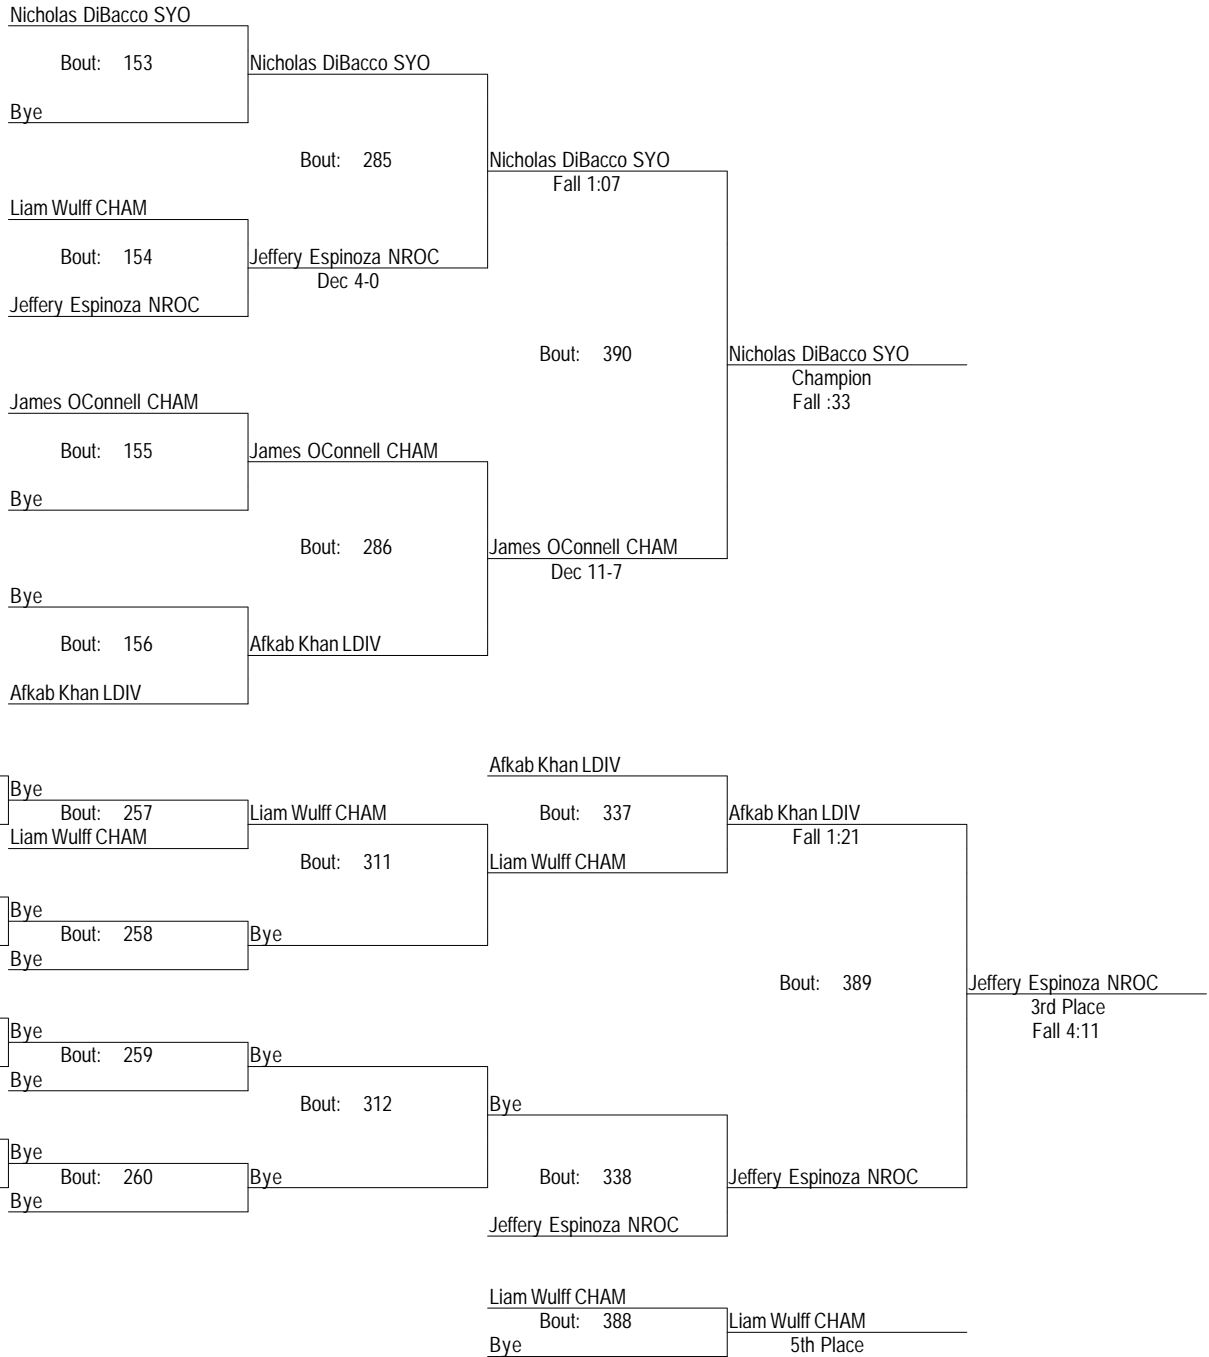 Nicholas DiBacco SYO
Bout: 153
Nicholas DiBacco SYO
Bye
Bout: 285
Nicholas DiBacco SYO
Fall 1:07
Liam Wulff CHAM
Bout: 154
Jeffery Espinoza NROC
Dec 4-0
Jeffery Espinoza NROC
Bout: 390
Nicholas DiBacco SYO
Champion
Fall :33
James OConnell CHAM
Bout: 155
James OConnell CHAM
Bye
Bout: 286
James OConnell CHAM
Dec 11-7
Bye
Bout: 156
Afkab Khan LDIV
Afkab Khan LDIV
Afkab Khan LDIV
Bye
Bout: 257
Liam Wulff CHAM
Bout: 337
Afkab Khan LDIV
Fall 1:21
Liam Wulff CHAM
Bout: 311
Liam Wulff CHAM
Bye
Bout: 258
Bye
Bye
Bout: 389
Jeffery Espinoza NROC
3rd Place
Fall 4:11
Bye
Bout: 259
Bye
Bye
Bout: 312
Bye
Bye
Bout: 260
Bye
Bout: 338
Jeffery Espinoza NROC
Bye
Jeffery Espinoza NROC
Liam Wulff CHAM
Bout: 388
Liam Wulff CHAM
5th Place
Bye